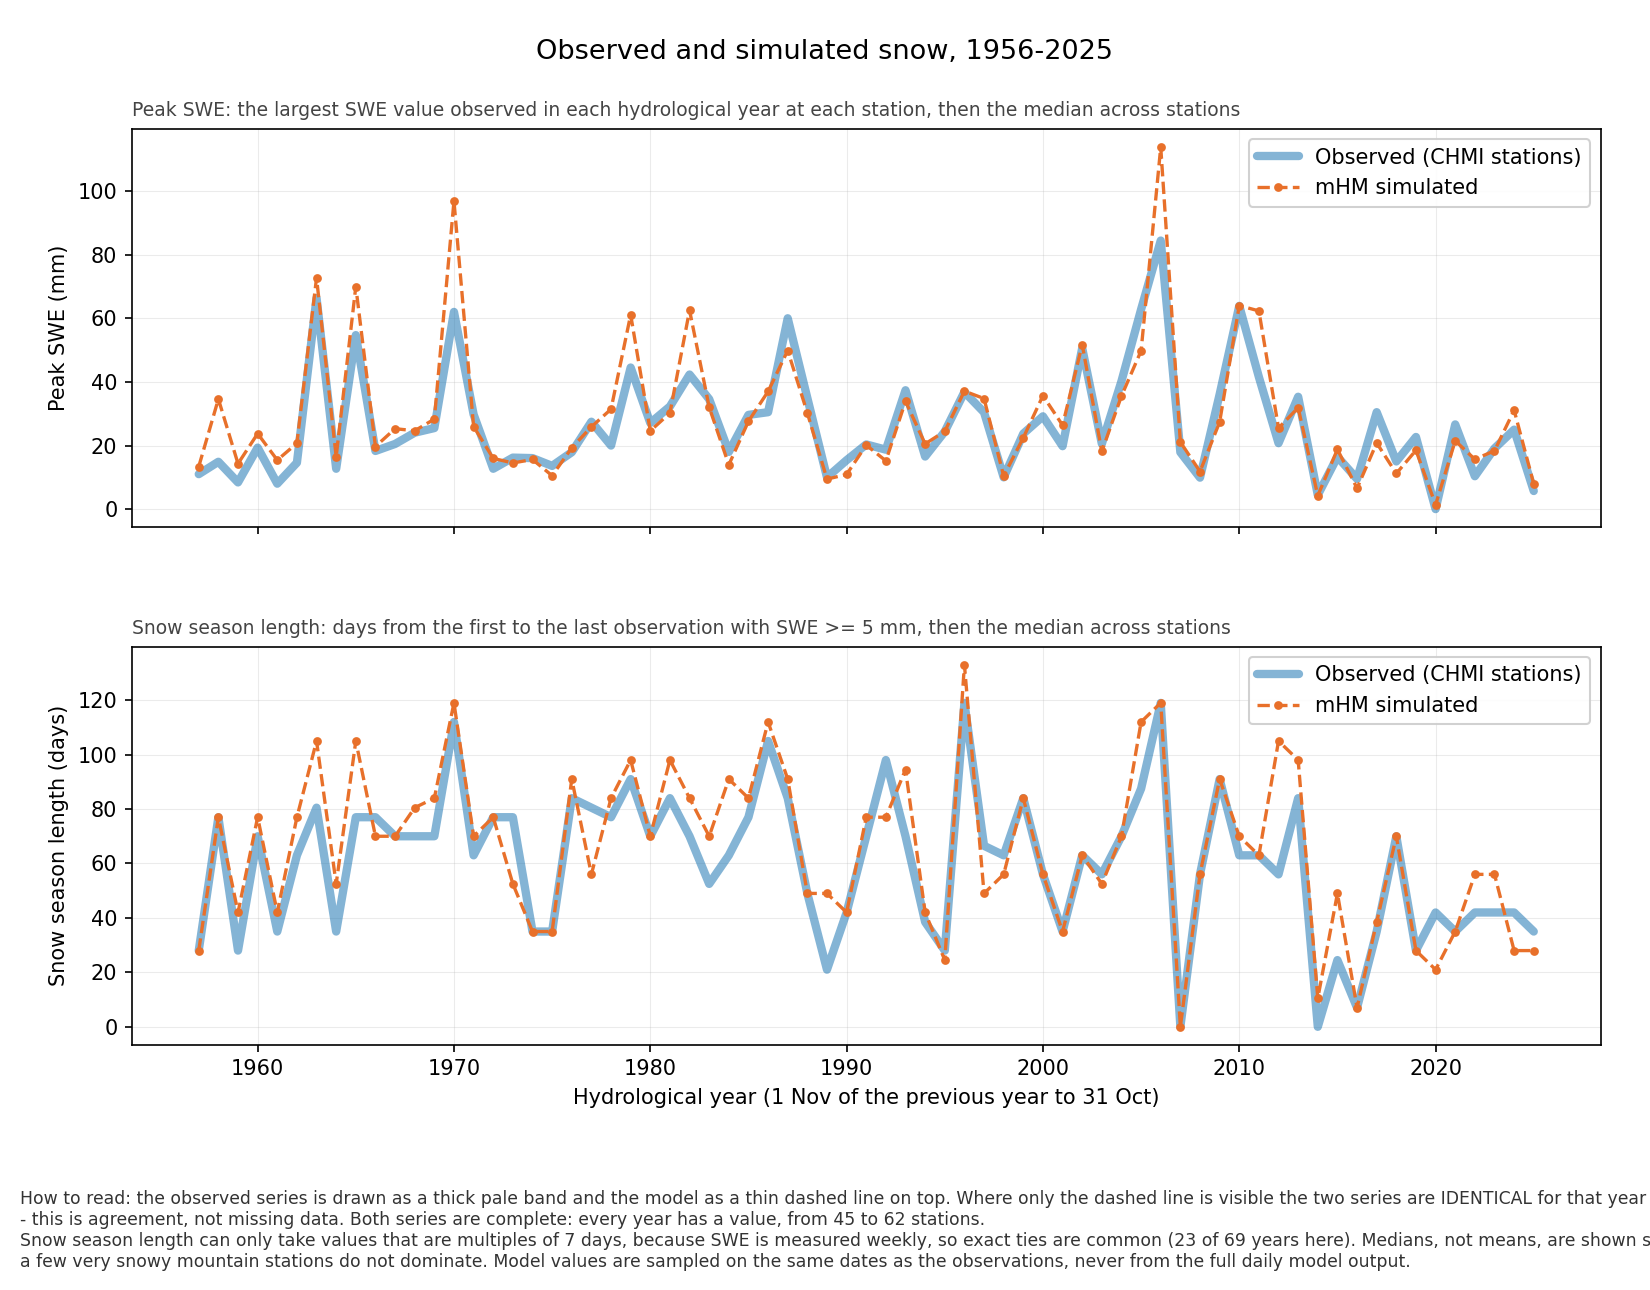 Observed and simulated snow, 1956-2025
Peak SWE: the largest SWE value observed in each hydrological year at each station, then the median across stations
Observed (CHMI stations)
mHM simulated
Peak SWE (mm)
100
80
60
40
20
0
Snow season length: days from the first to the last observation with SWE >= 5 mm, then the median across stations
Observed (CHMI stations)
mHM simulated
Snow season length (days)
120
100
80
60
40
20
0
1960 1970 1980 1990 2000 2010 2020
Hydrological year (1 Nov of the previous year to 31 Oct)
How to read: the observed series is drawn as a thick pale band and the model as a thin dashed line on top. Where only the dashed line is visible the two series are IDENTICAL for that year
- this is agreement, not missing data. Both series are complete: every year has a value, from 45 to 62 stations.
Snow season length can only take values that are multiples of 7 days, because SWE is measured weekly, so exact ties are common (23 of 69 years here). Medians, not means, are shown s
a few very snowy mountain stations do not dominate. Model values are sampled on the same dates as the observations, never from the full daily model output.